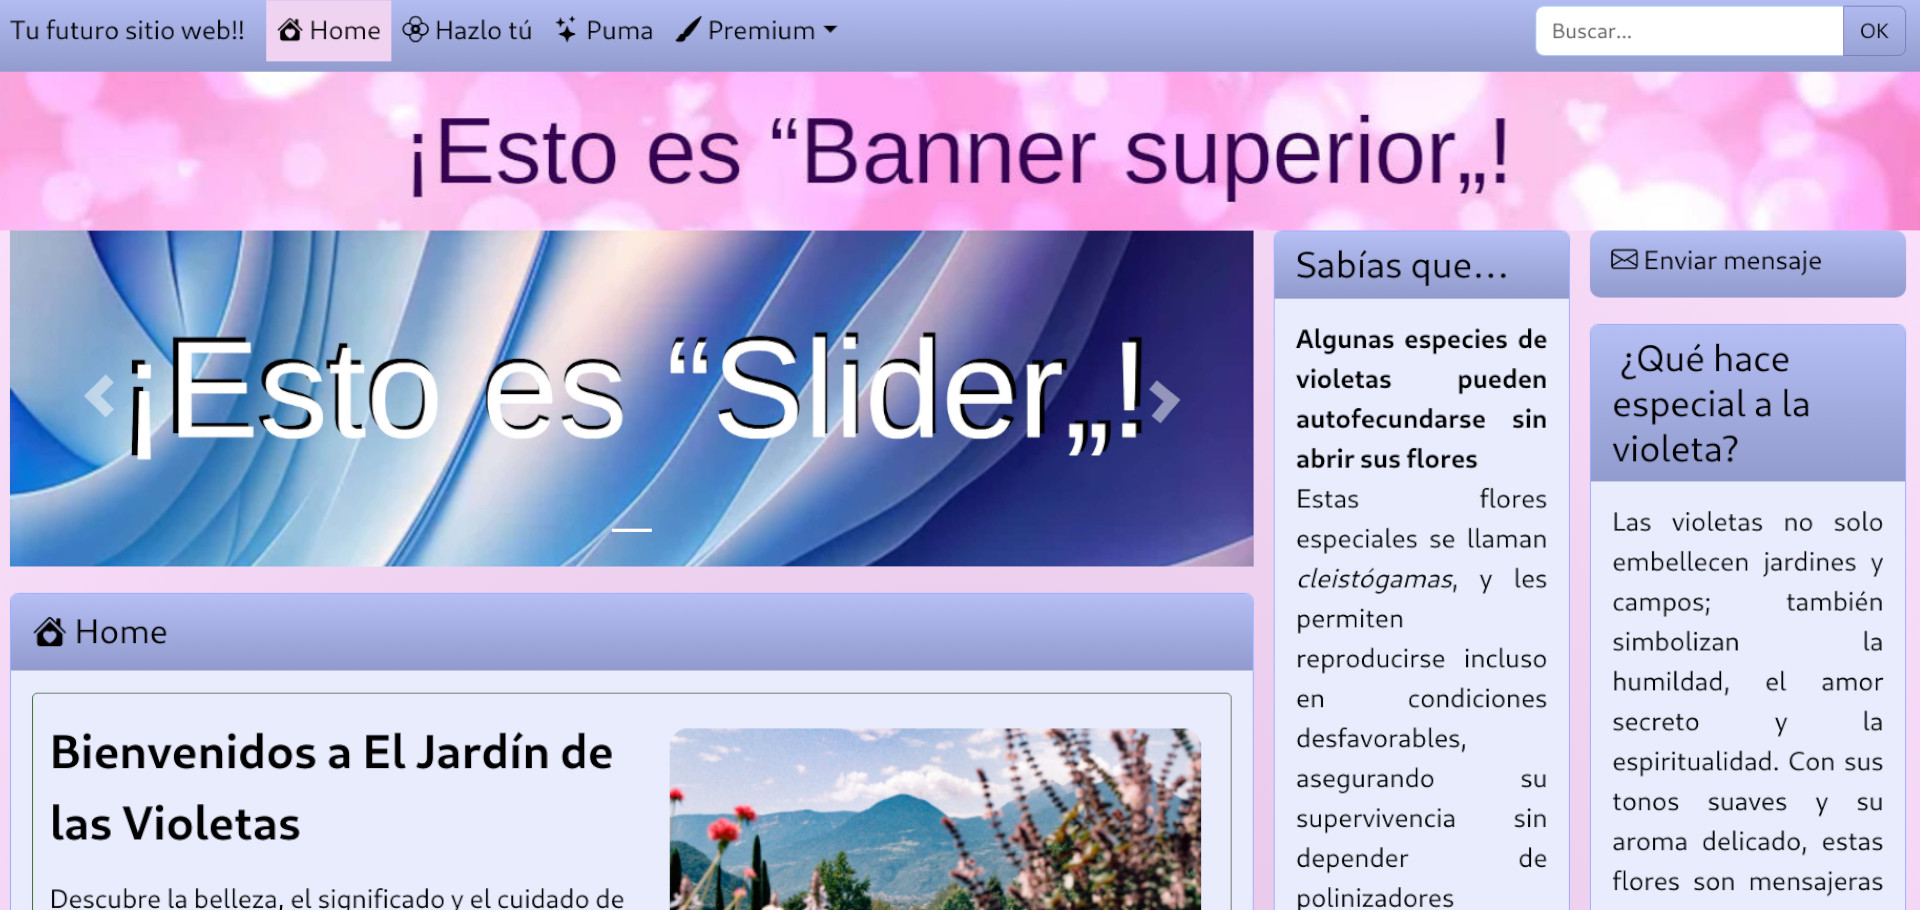 Tu futuro sitio web!! Home Hazlo tú Puma Premium Buscar... OK
¡Esto es “Banner superior„!
¡Esto es “Slider„!
Home
Bienvenidos a El Jardín de
las Violetas
Descubre la belleza, el significado y el cuidado de
Sabías que...
Algunas especies de
violetas pueden
autofecundarse sin
abrir sus flores
Estas flores
especiales se llaman
cleistógamas, y les
permiten
reproducirse incluso
en condiciones
desfavorables,
asegurando su
supervivencia sin
depender de
polinizadores
Enviar mensaje
¿Qué hace
especial a la
violeta?
Las violetas no solo
embellecen jardines y
campos; también
simbolizan la
humildad, el amor
secreto y la
espiritualidad. Con sus
tonos suaves y su
aroma delicado, estas
flores son mensajeras